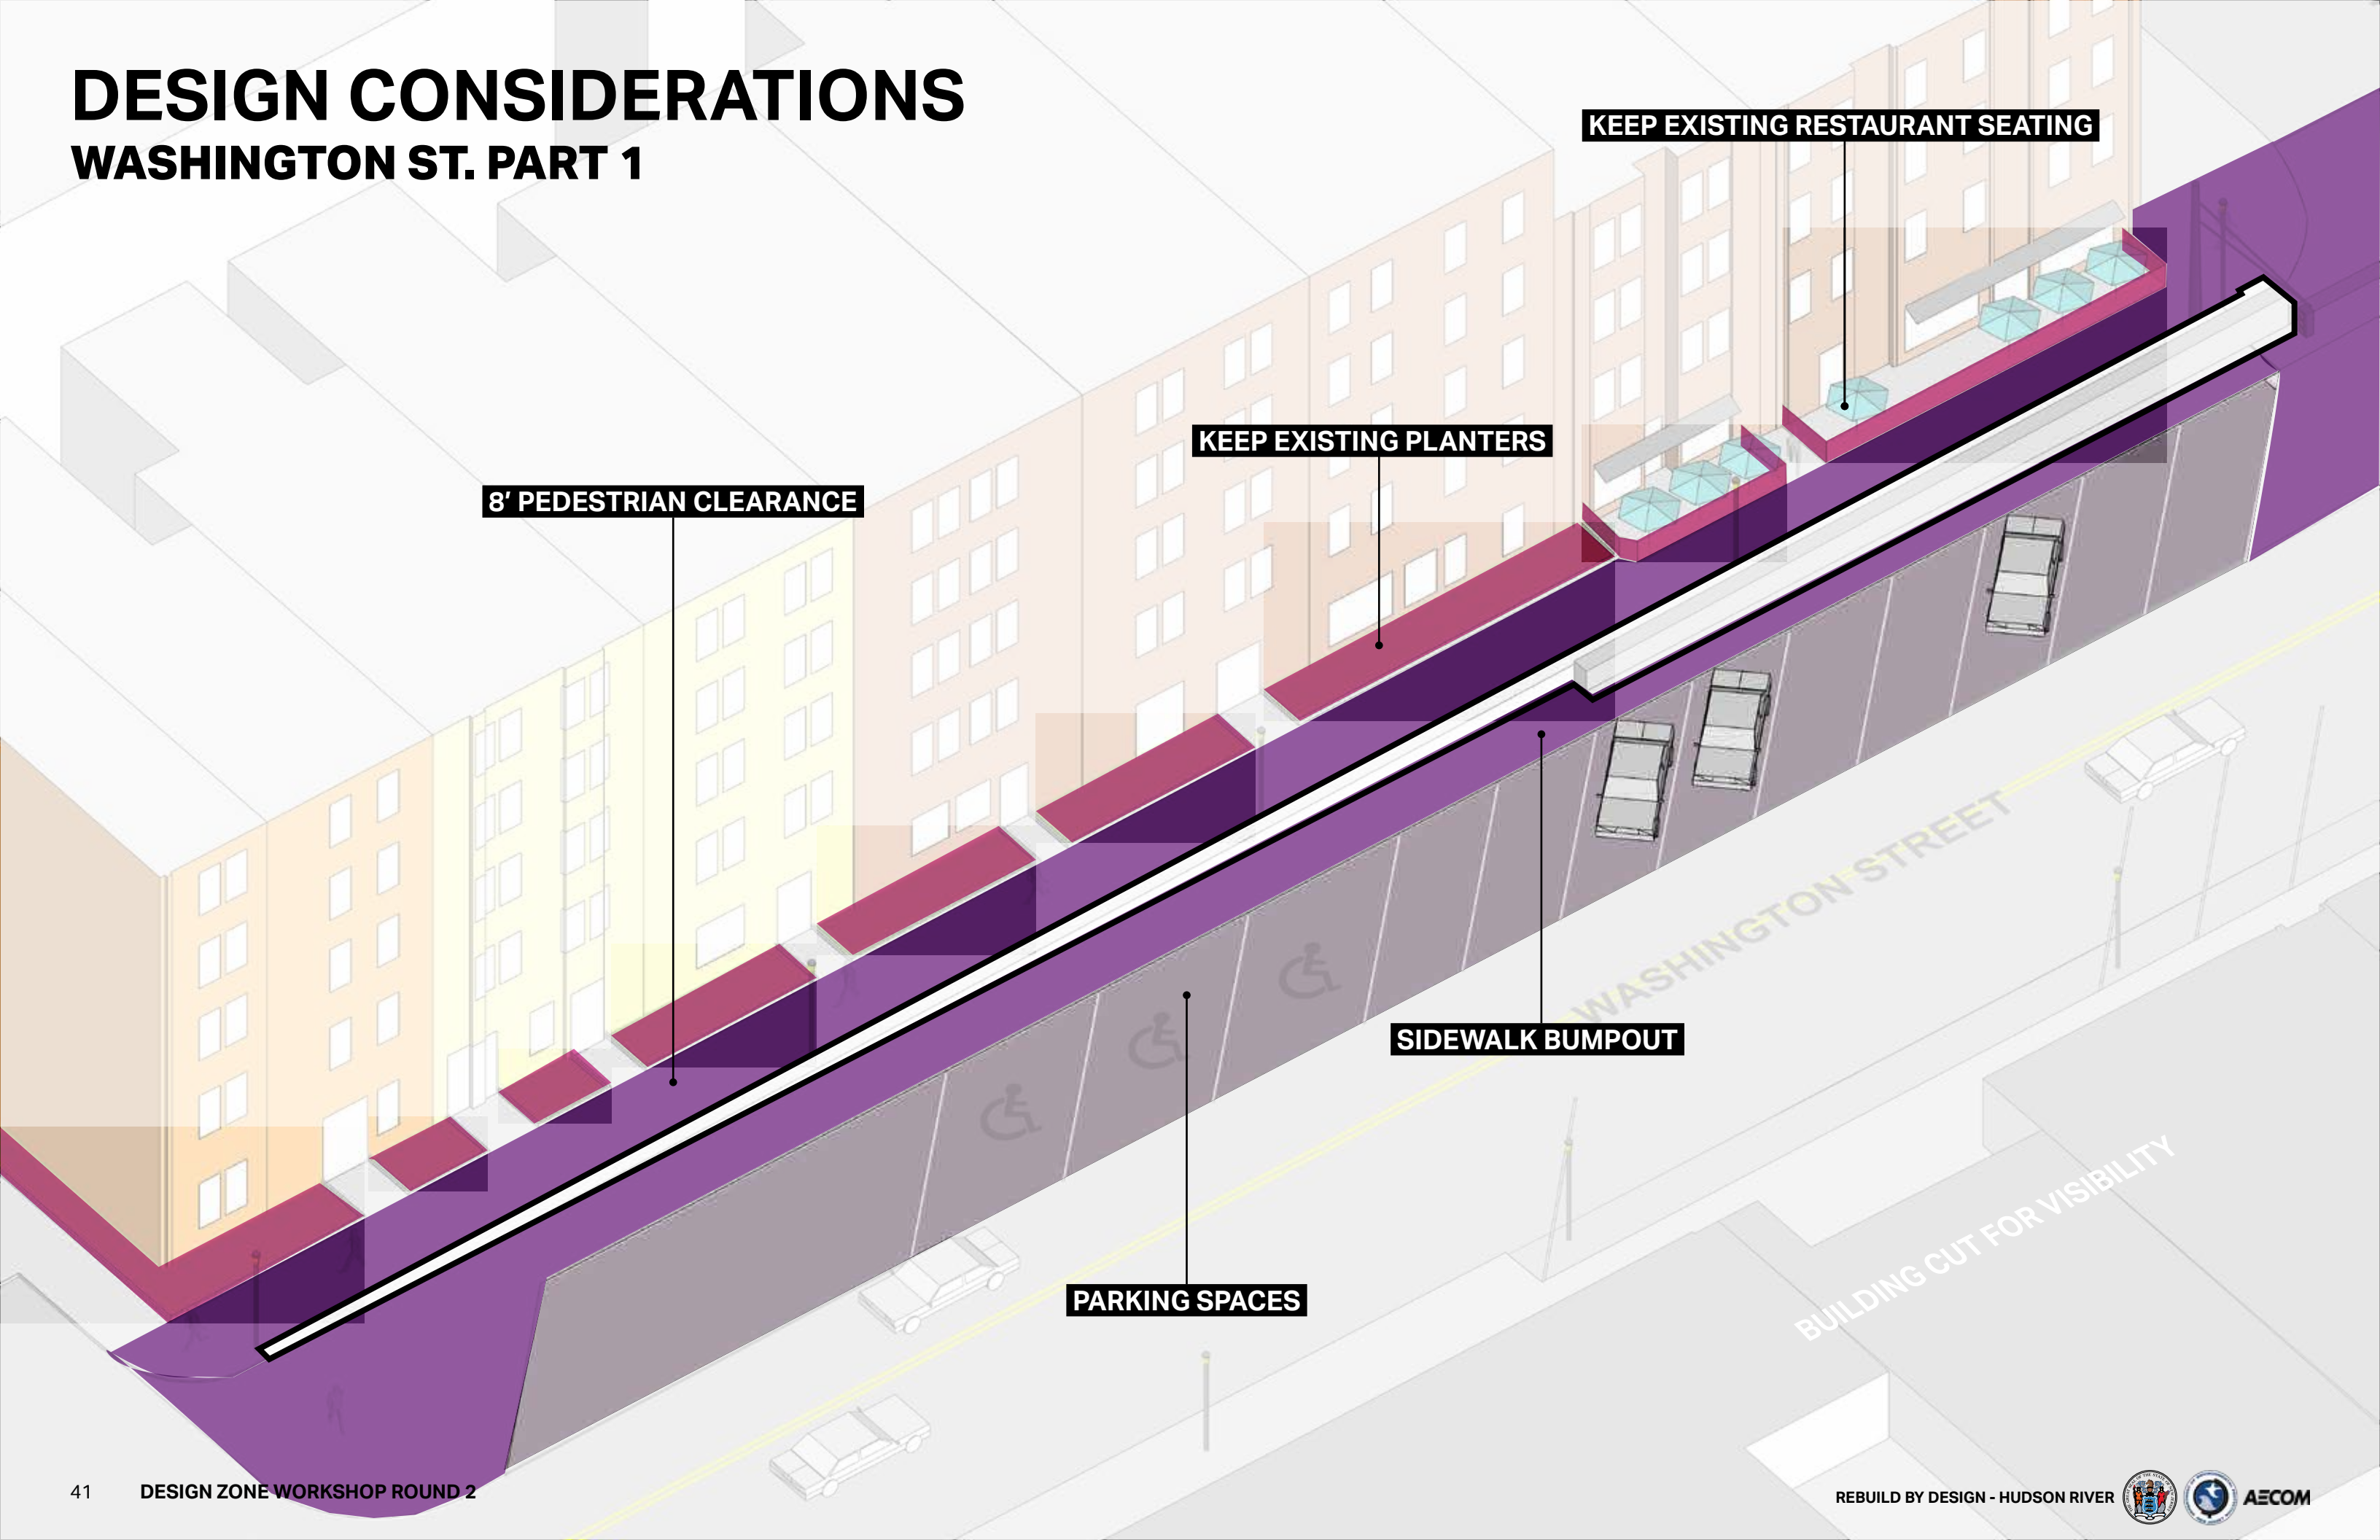 DESIGN CONSIDERATIONS
WASHINGTON ST. PART 1
KEEP EXISTING RESTAURANT SEATING
KEEP EXISTING PLANTERS
8’ PEDESTRIAN CLEARANCE
WASHINGTON STREET
SIDEWALK BUMPOUT
BUILDING CUT FOR VISIBILITY
PARKING SPACES
41 DESIGN ZONE WORKSHOP ROUND 2
REBUILD BY DESIGN - HUDSON RIVER
AECOM